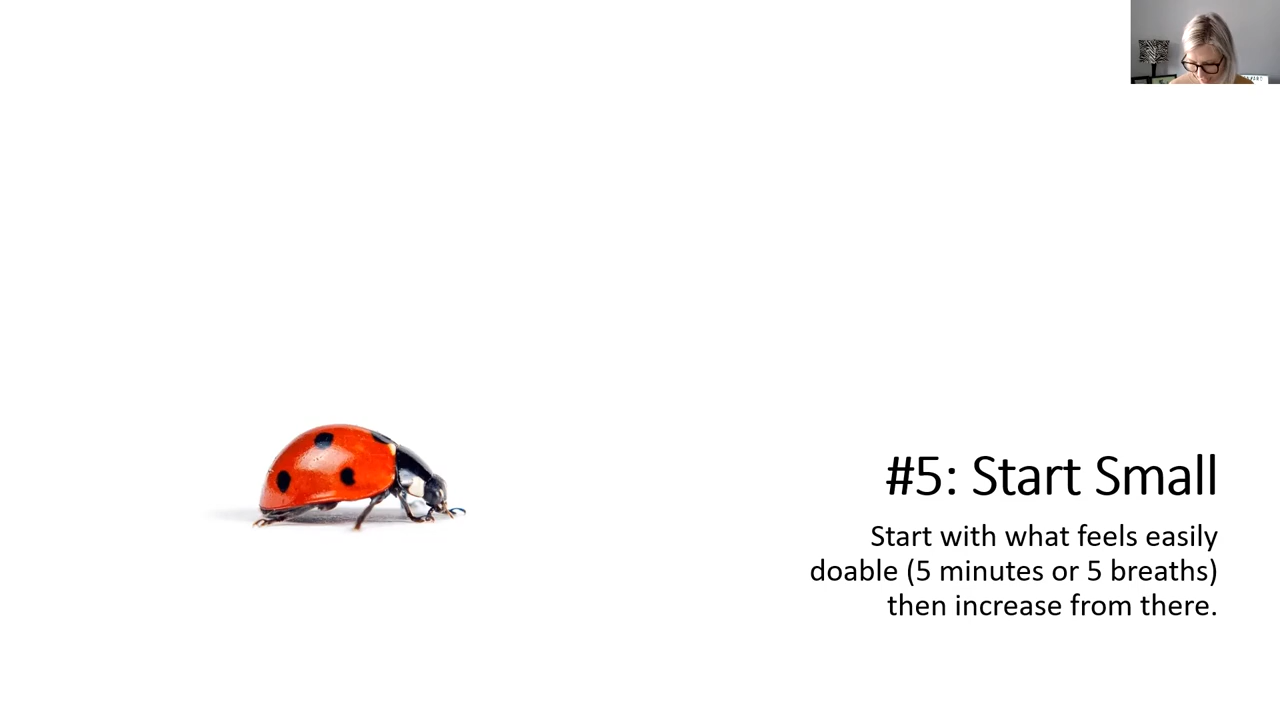 #5: Start Small
Start with what feels easily
doable (5 minutes or 5 breaths)
then increase from there.